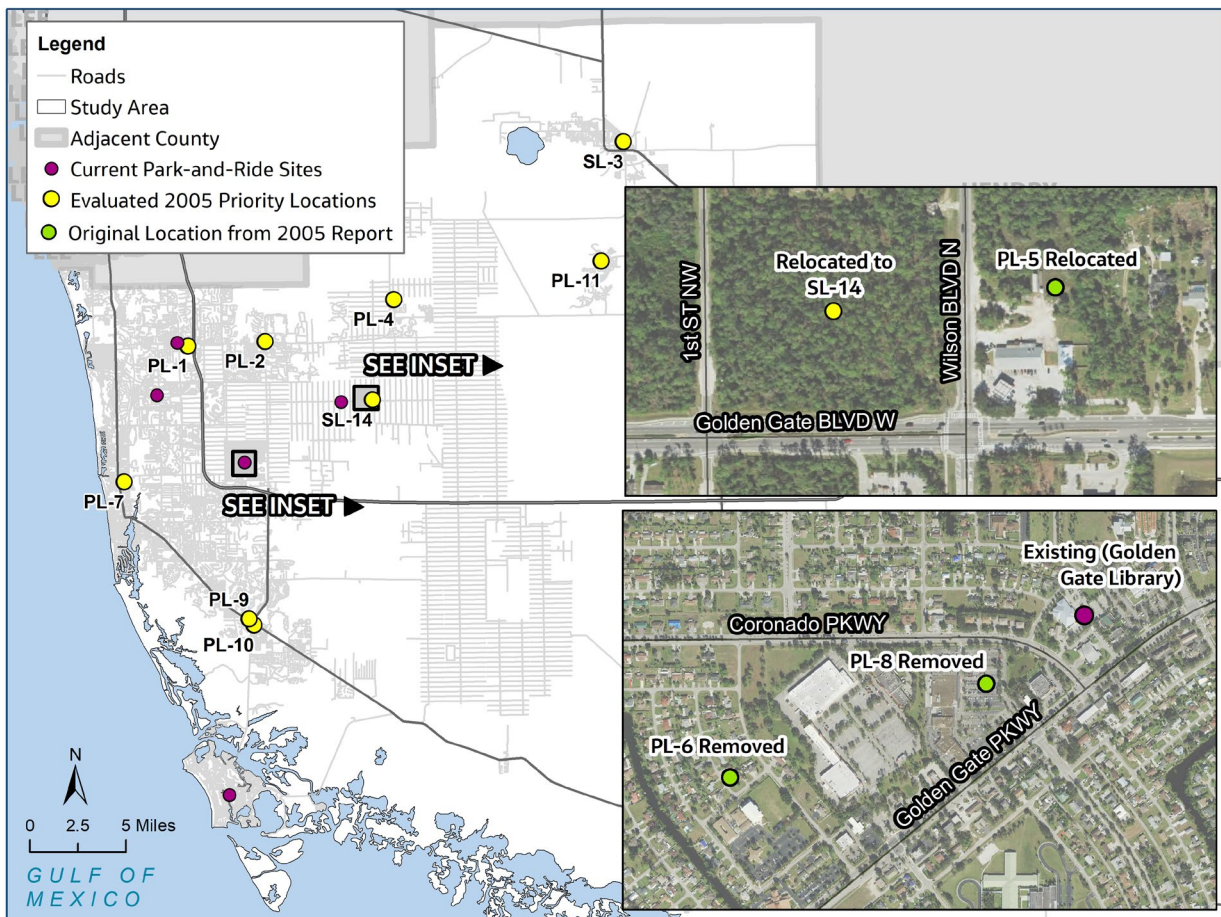 Legend
Roads
Study Area
Adjacent County
Current Park-and-Ride Sites
Evaluated 2005 Priority Locations
Original Location from 2005 Report
SL-3
PL-11
PL-4
PL-1
PL-2
SEE INSET
SL-14
PL-7
SEE INSET
PL-9
PL-10
N
0 2.5 5 Miles
GULF OF
MEXICO
HENDRY
1st ST NW
Relocated to
SL-14
Wilson BLVD N
PL-5 Relocated
Golden Gate BLVD W
Existing (Golden
Gate Library)
Coronado PKWY
PL-8 Removed
PL-6 Removed
Golden Gate PKWY